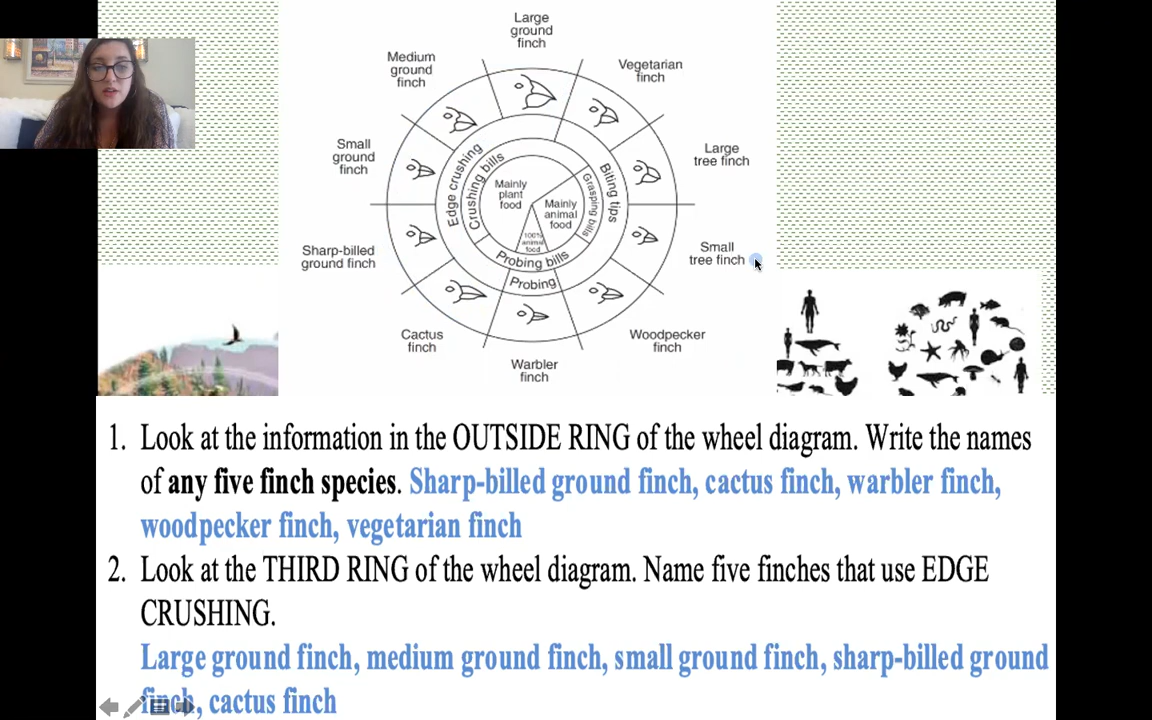 Large
ground
finch
Medium
ground
finch
Vegetarian
finch
Small
ground
finch
Large
tree finch
Edge crushing
Crushing bills
Mainly
plant
food
Mainly
animal
food
Grasping bills
Biting tips
100%
animal
food
Probing bills
Probing
Sharp-billed
ground finch
Small
tree finch
Cactus
finch
Woodpecker
finch
Warbler
finch
1. Look at the information in the OUTSIDE RING of the wheel diagram. Write the names
of any five finch species. Sharp-billed ground finch, cactus finch, warbler finch,
woodpecker finch, vegetarian finch
2. Look at the THIRD RING of the wheel diagram. Name five finches that use EDGE
CRUSHING.
Large ground finch, medium ground finch, small ground finch, sharp-billed ground
finch, cactus finch